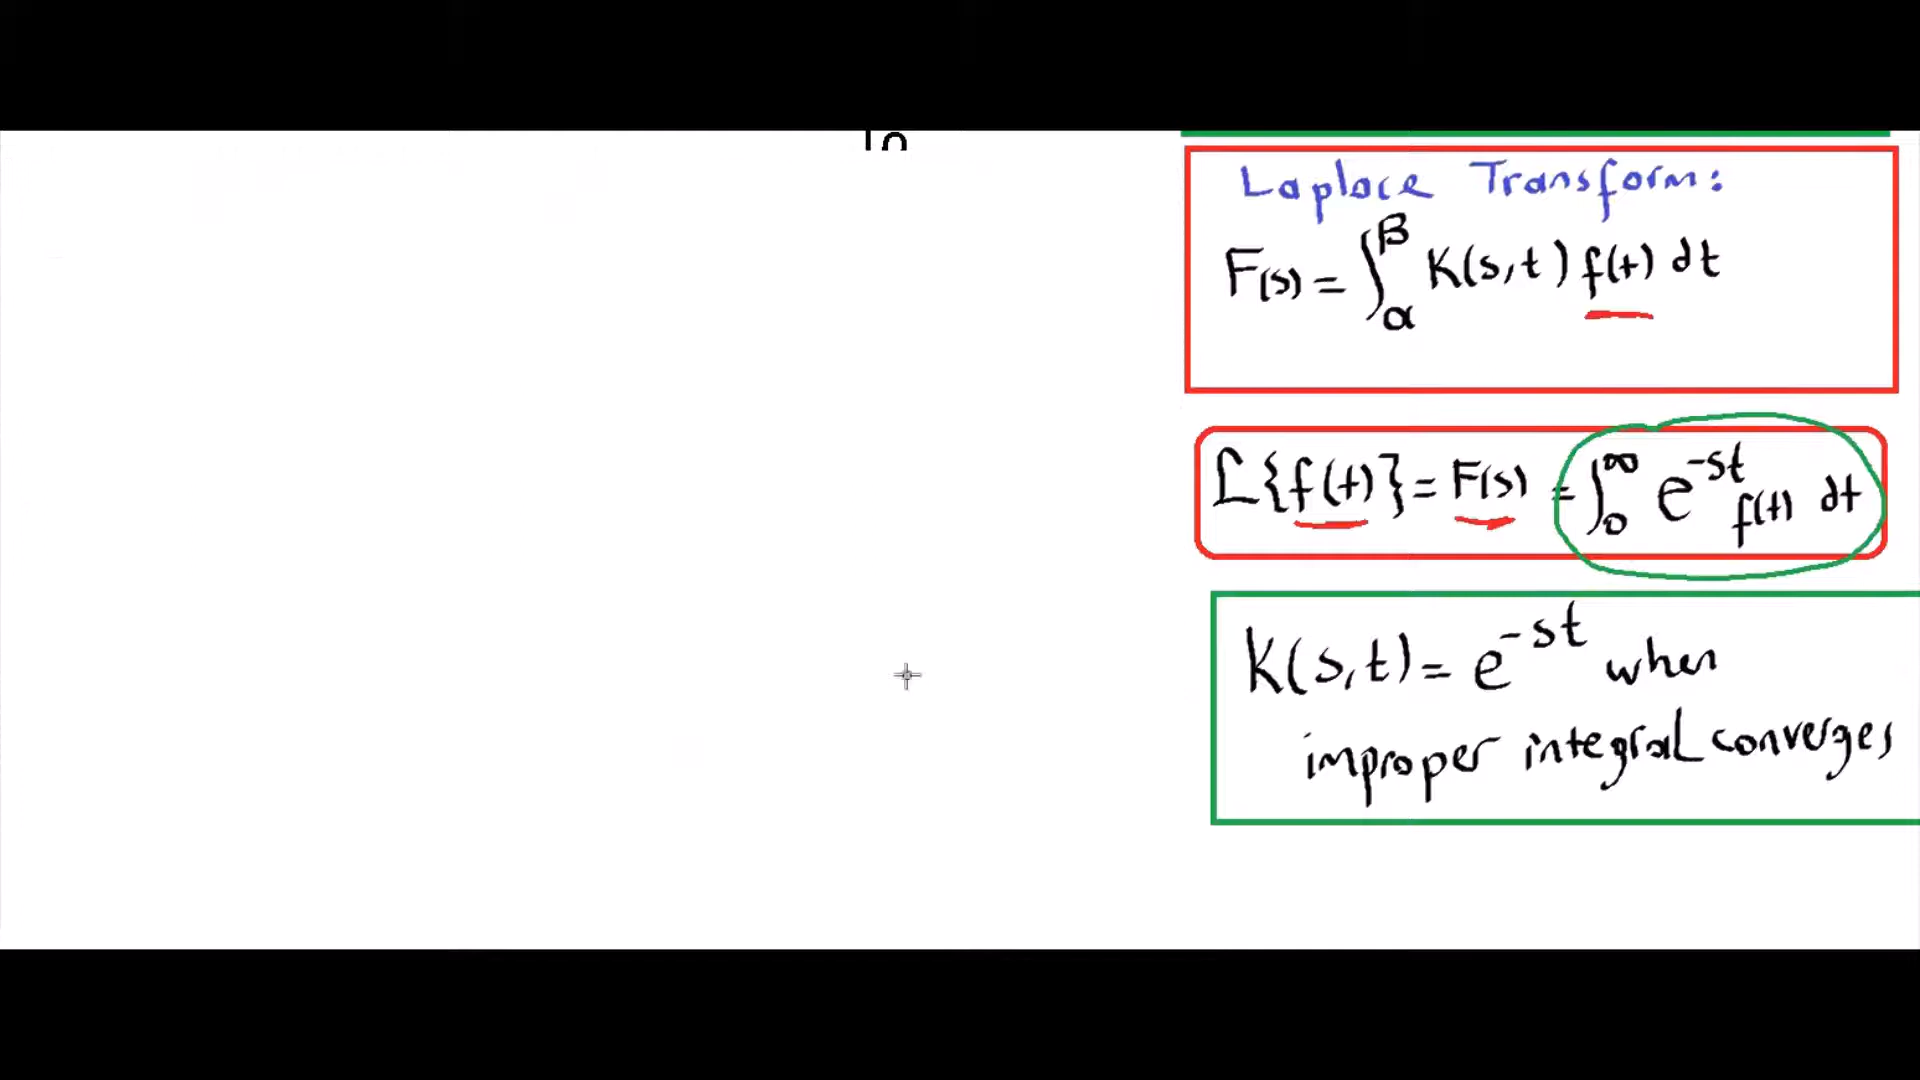 Laplace Transform:
F(s) = ∫_α^β K(s,t) f(t) dt
L{f(t)} = F(s) = ∫_0^∞ e^{-st} f(t) dt
K(s,t) = e^{-st} when
improper integral converges